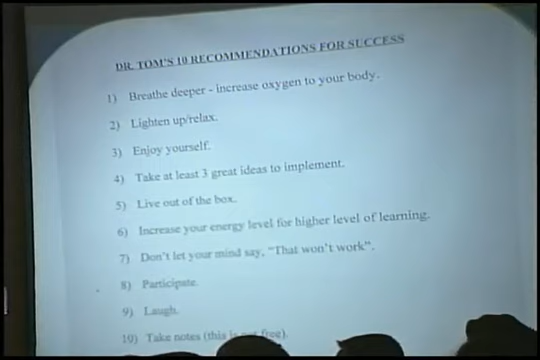 DR. TOM'S 10 RECOMMENDATIONS FOR SUCCESS
1) Breathe deeper - increase oxygen to your body.
2) Lighten up/relax.
3) Enjoy yourself.
4) Take at least 3 great ideas to implement.
5) Live out of the box.
6) Increase your energy level for higher level of learning.
7) Don't let your mind say, "That won't work".
8) Participate.
9) Laugh.
10) Take notes (this is not free).